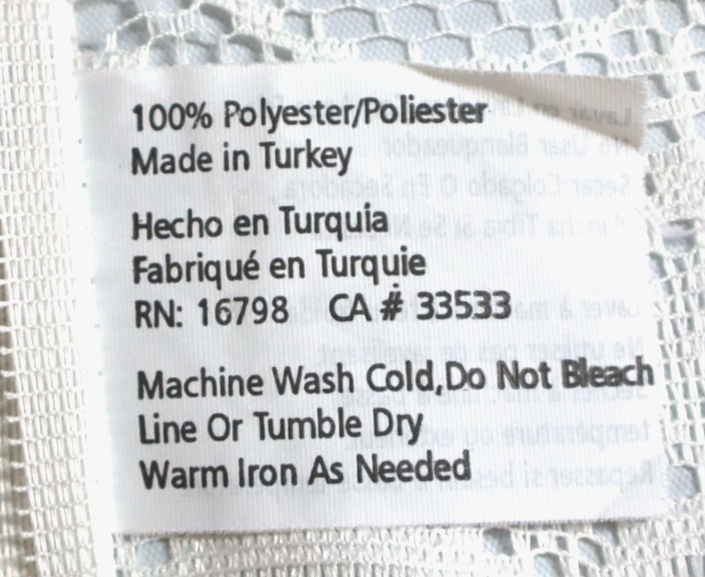 100% Polyester/Poliester
Made in Turkey
Hecho en Turquia
Fabriqué en Turquie
RN: 16798 CA # 33533
Machine Wash Cold,Do Not Bleach
Line Or Tumble Dry
Warm Iron As Needed